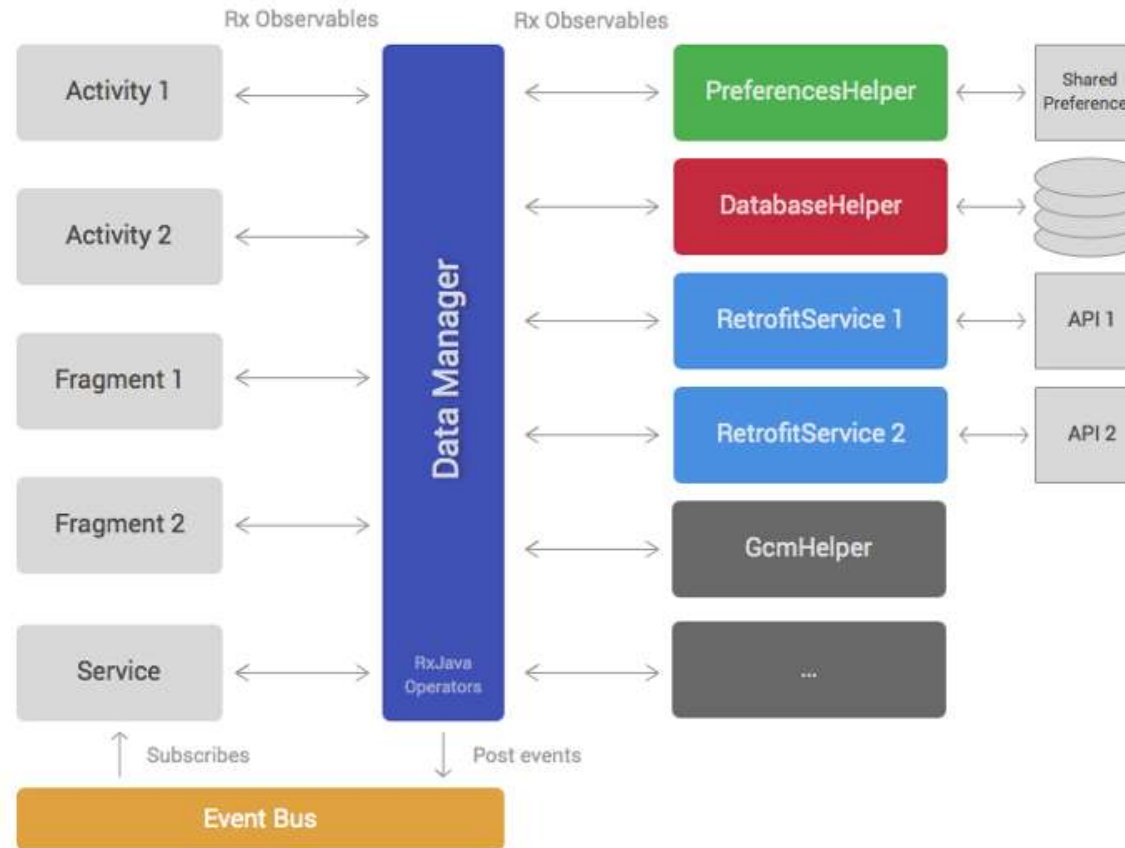 Rx Observables
Rx Observables
Activity 1
Activity 2
Fragment 1
Fragment 2
Service
Data Manager
RxJava
Operators
PreferencesHelper
DatabaseHelper
RetrofitService 1
RetrofitService 2
GcmHelper
...
Shared
Preference
API 1
API 2
Subscribes
Post events
Event Bus